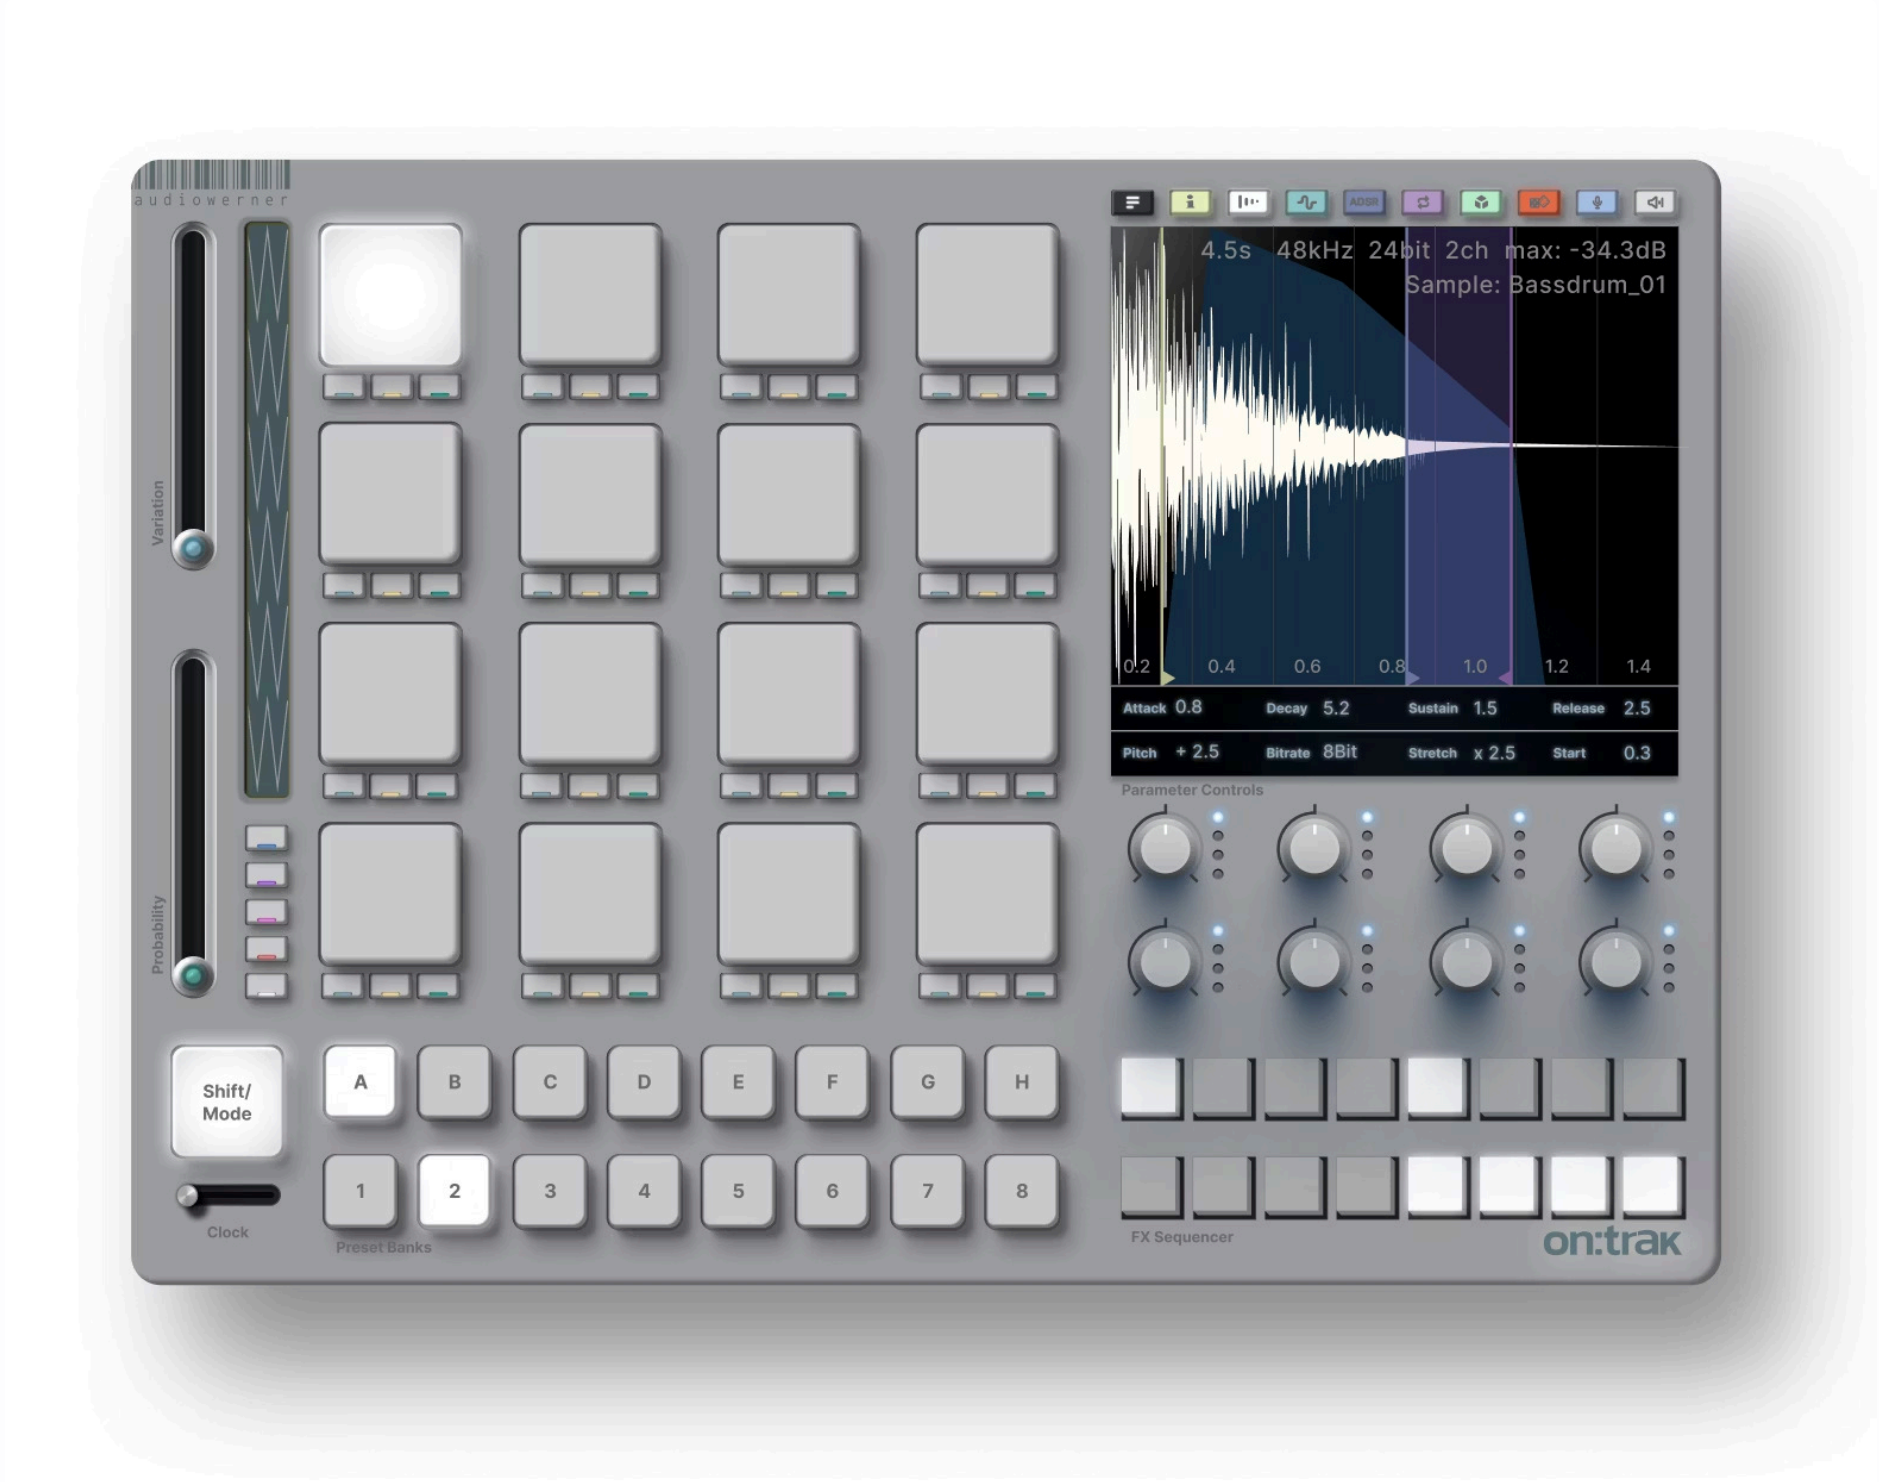 audiowerner
4.5s 48kHz 24bit 2ch max: -34.3dB
Sample: Bassdrum_01
ADSR
Variation
0.2 0.4 0.6 0.8 1.0 1.2 1.4
Attack 0.8 Decay 5.2 Sustain 1.5 Release 2.5
Pitch + 2.5 Bitrate 8Bit Stretch x 2.5 Start 0.3
Parameter Controls
Probability
Shift/
Mode
A B C D E F G H
1 2 3 4 5 6 7 8
Clock
Preset Banks
FX Sequencer
on:trak